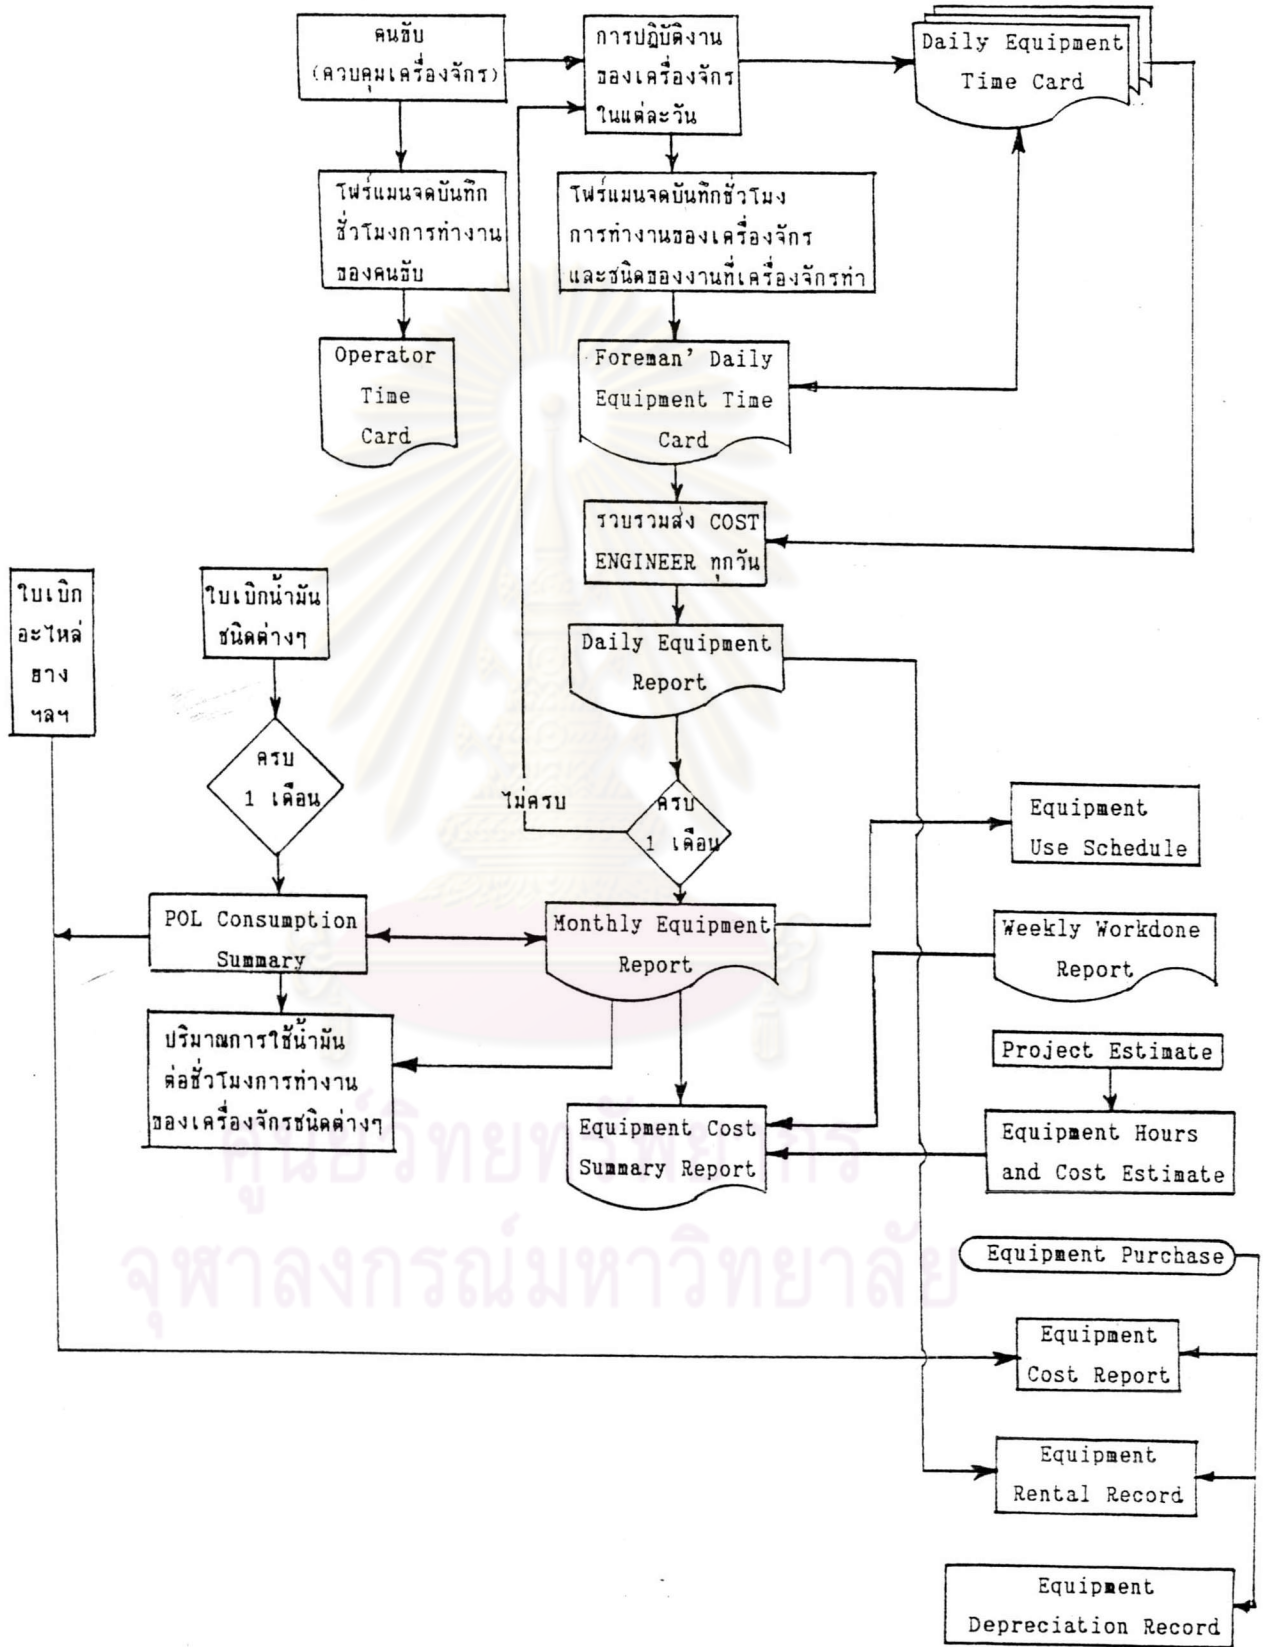 คนขับ
(ควบคุมเครื่องจักร)
การปฏิบัติงาน
ของเครื่องจักร
ในแต่ละวัน
Daily Equipment
Time Card
โฟร์แมนจดบันทึก
ชั่วโมงการทำงาน
ของคนขับ
โฟร์แมนจดบันทึกชั่วโมง
การทำงานของเครื่องจักร
และชนิดของงานที่เครื่องจักรทำ
Operator
Time
Card
Foreman' Daily
Equipment Time
Card
รวบรวมส่ง COST
ENGINEER ทุกวัน
ใบเบิก
อะไหล่
ยาง
ฯลฯ
ใบเบิกน้ำมัน
ชนิดต่างๆ
Daily Equipment
Report
ครบ
1 เดือน
ไม่ครบ
ครบ
1 เดือน
Equipment
Use Schedule
POL Consumption
Summary
Monthly Equipment
Report
Weekly Workdone
Report
ปริมาณการใช้น้ำมัน
ต่อชั่วโมงการทำงาน
ของเครื่องจักรชนิดต่างๆ
Project Estimate
Equipment Cost
Summary Report
Equipment Hours
and Cost Estimate
ศูนย์วิทยทรัพยากร
จุฬาลงกรณ์มหาวิทยาลัย
Equipment Purchase
Equipment
Cost Report
Equipment
Rental Record
Equipment
Depreciation Record